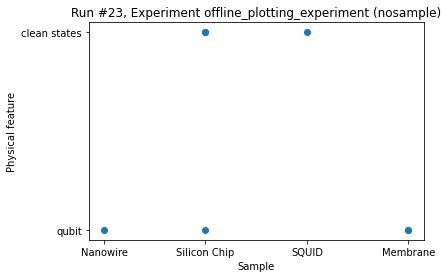 Run #23, Experiment offline_plotting_experiment (nosample)
clean states
Physical feature
qubit
Nanowire Silicon Chip SQUID Membrane
Sample